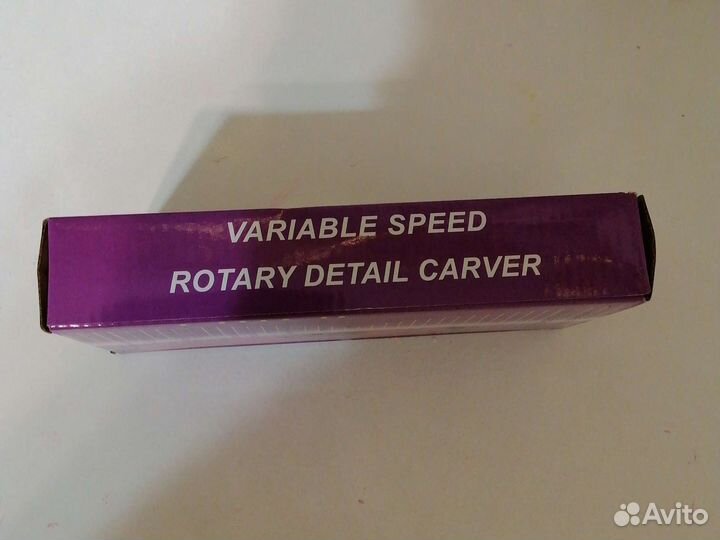 VARIABLE SPEED
ROTARY DETAIL CARVER
Avito